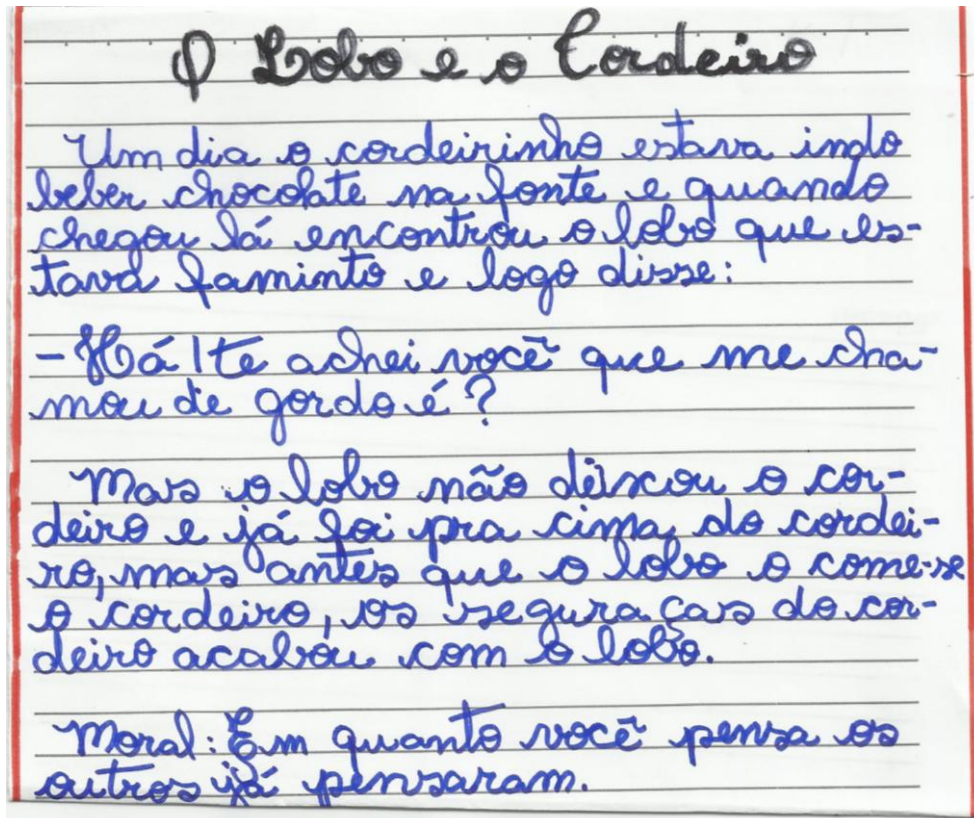 O Lobo e o Cordeiro
Um dia o cordeirinho estava indo
beber chocolate na fonte e quando
chegou lá encontrou o lobo que es-
tava faminto e logo disse:
- Há! te achei você que me cha-
mou de gordo é?
Mas o lobo não deixou o cor-
deiro e já foi pra cima do cordei-
ro, mas antes que o lobo o come-se
o cordeiro, os seguraças do cor-
deiro acabou com o lobo.
Moral: Em quanto você pensa os
outros já pensaram.